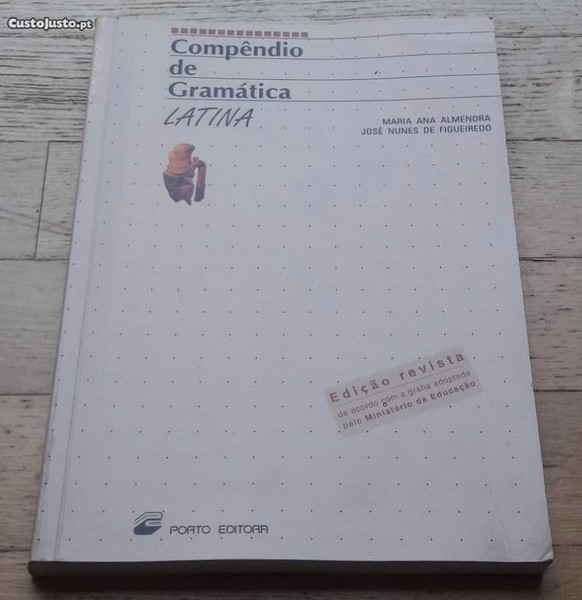 CustoJusto.pt
Compêndio
de
Gramática
LATINA
MARIA ANA ALMENDRA
JOSÉ NUNES DE FIGUEIREDO
Edição revista
de acordo com a grafia adoptada
pelo Ministério da Educação
PORTO EDITORA